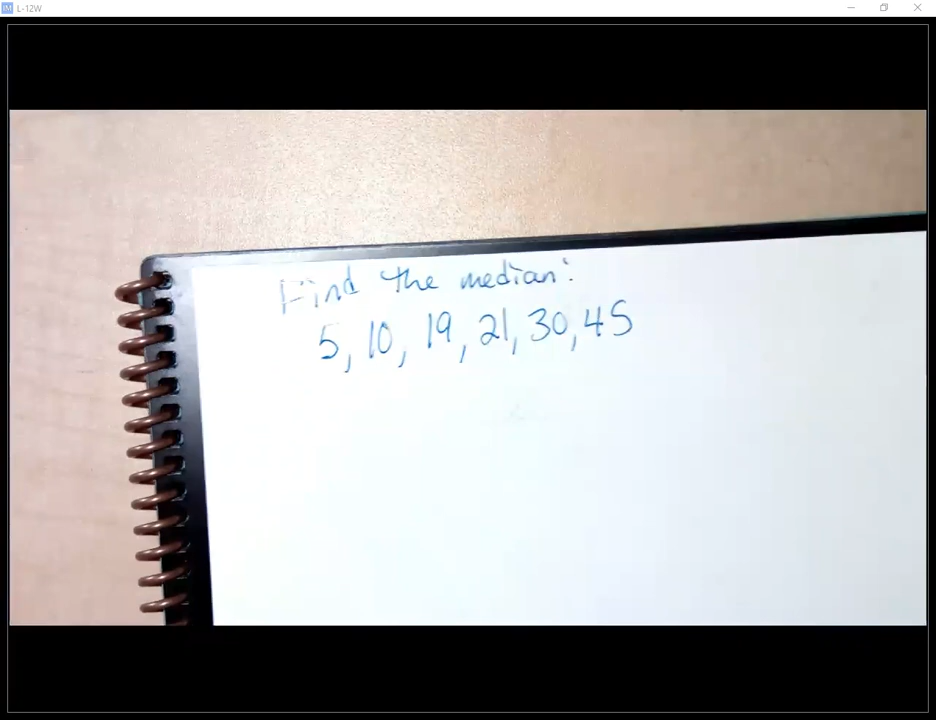 L-12W
Find the median:
5, 10, 19, 21, 30, 45